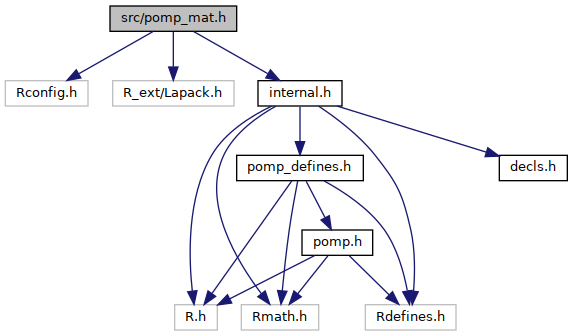 src/pomp_mat.h
Rconfig.h
R_ext/Lapack.h
internal.h
pomp_defines.h
decls.h
pomp.h
R.h
Rmath.h
Rdefines.h